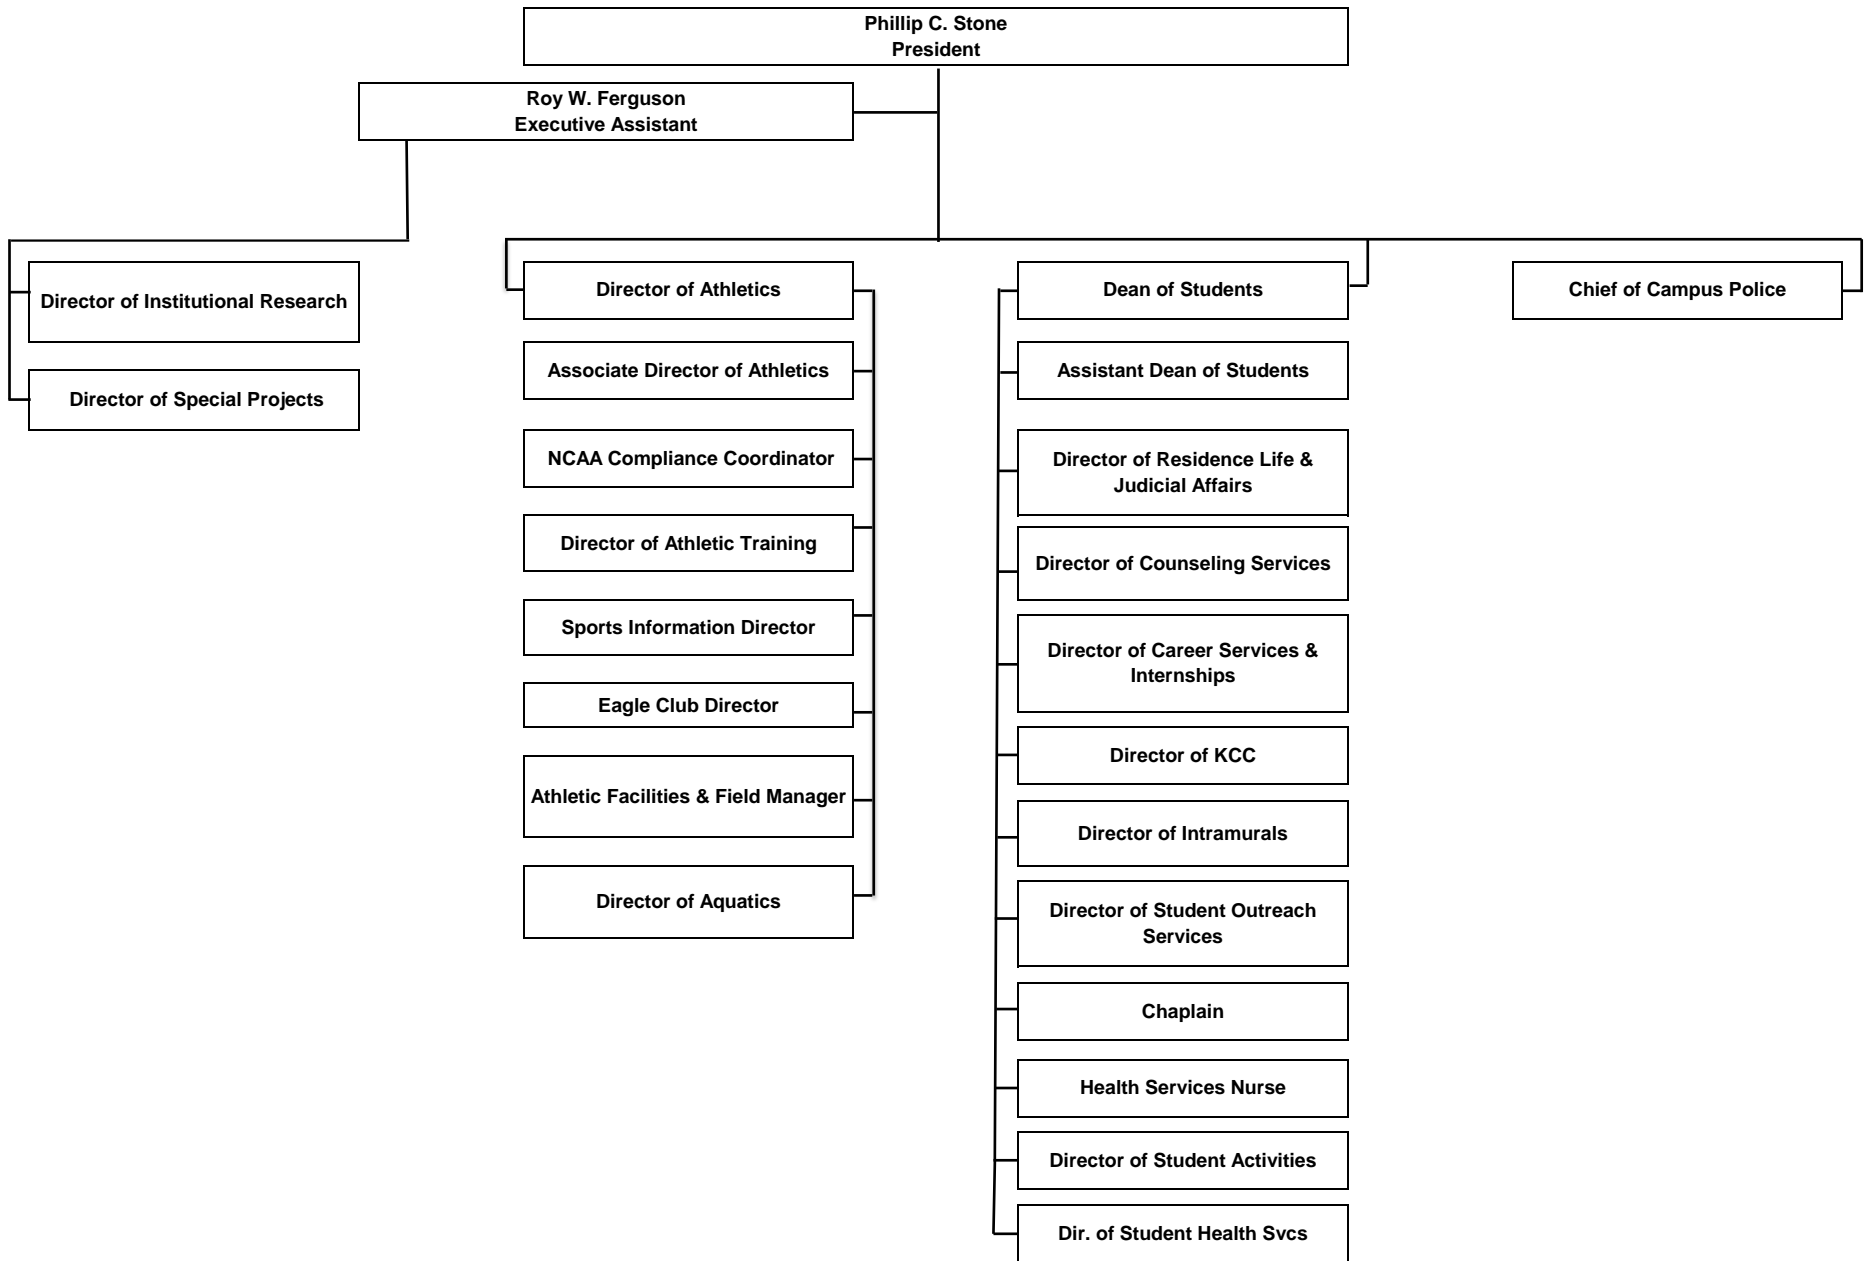 Phillip C. Stone
President
Roy W. Ferguson
Executive Assistant
Director of Institutional Research
Director of Special Projects
Director of Athletics
Associate Director of Athletics
NCAA Compliance Coordinator
Director of Athletic Training
Sports Information Director
Eagle Club Director
Athletic Facilities & Field Manager
Director of Aquatics
Dean of Students
Assistant Dean of Students
Director of Residence Life &
Judicial Affairs
Director of Counseling Services
Director of Career Services &
Internships
Director of KCC
Director of Intramurals
Director of Student Outreach
Services
Chaplain
Health Services Nurse
Director of Student Activities
Dir. of Student Health Svcs
Chief of Campus Police